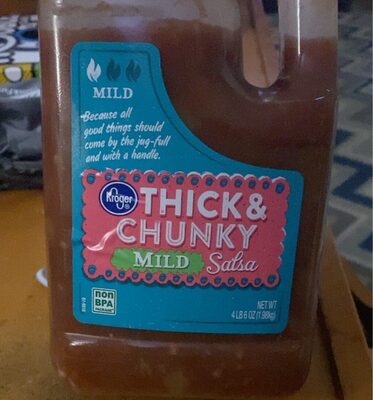 MILD
Because all
good things should
come by the jug-full
and with a handle.
Kroger®
THICK &
CHUNKY
MILD Salsa
non
BPA
NET WT
4 LB 6 OZ (1.98kg)